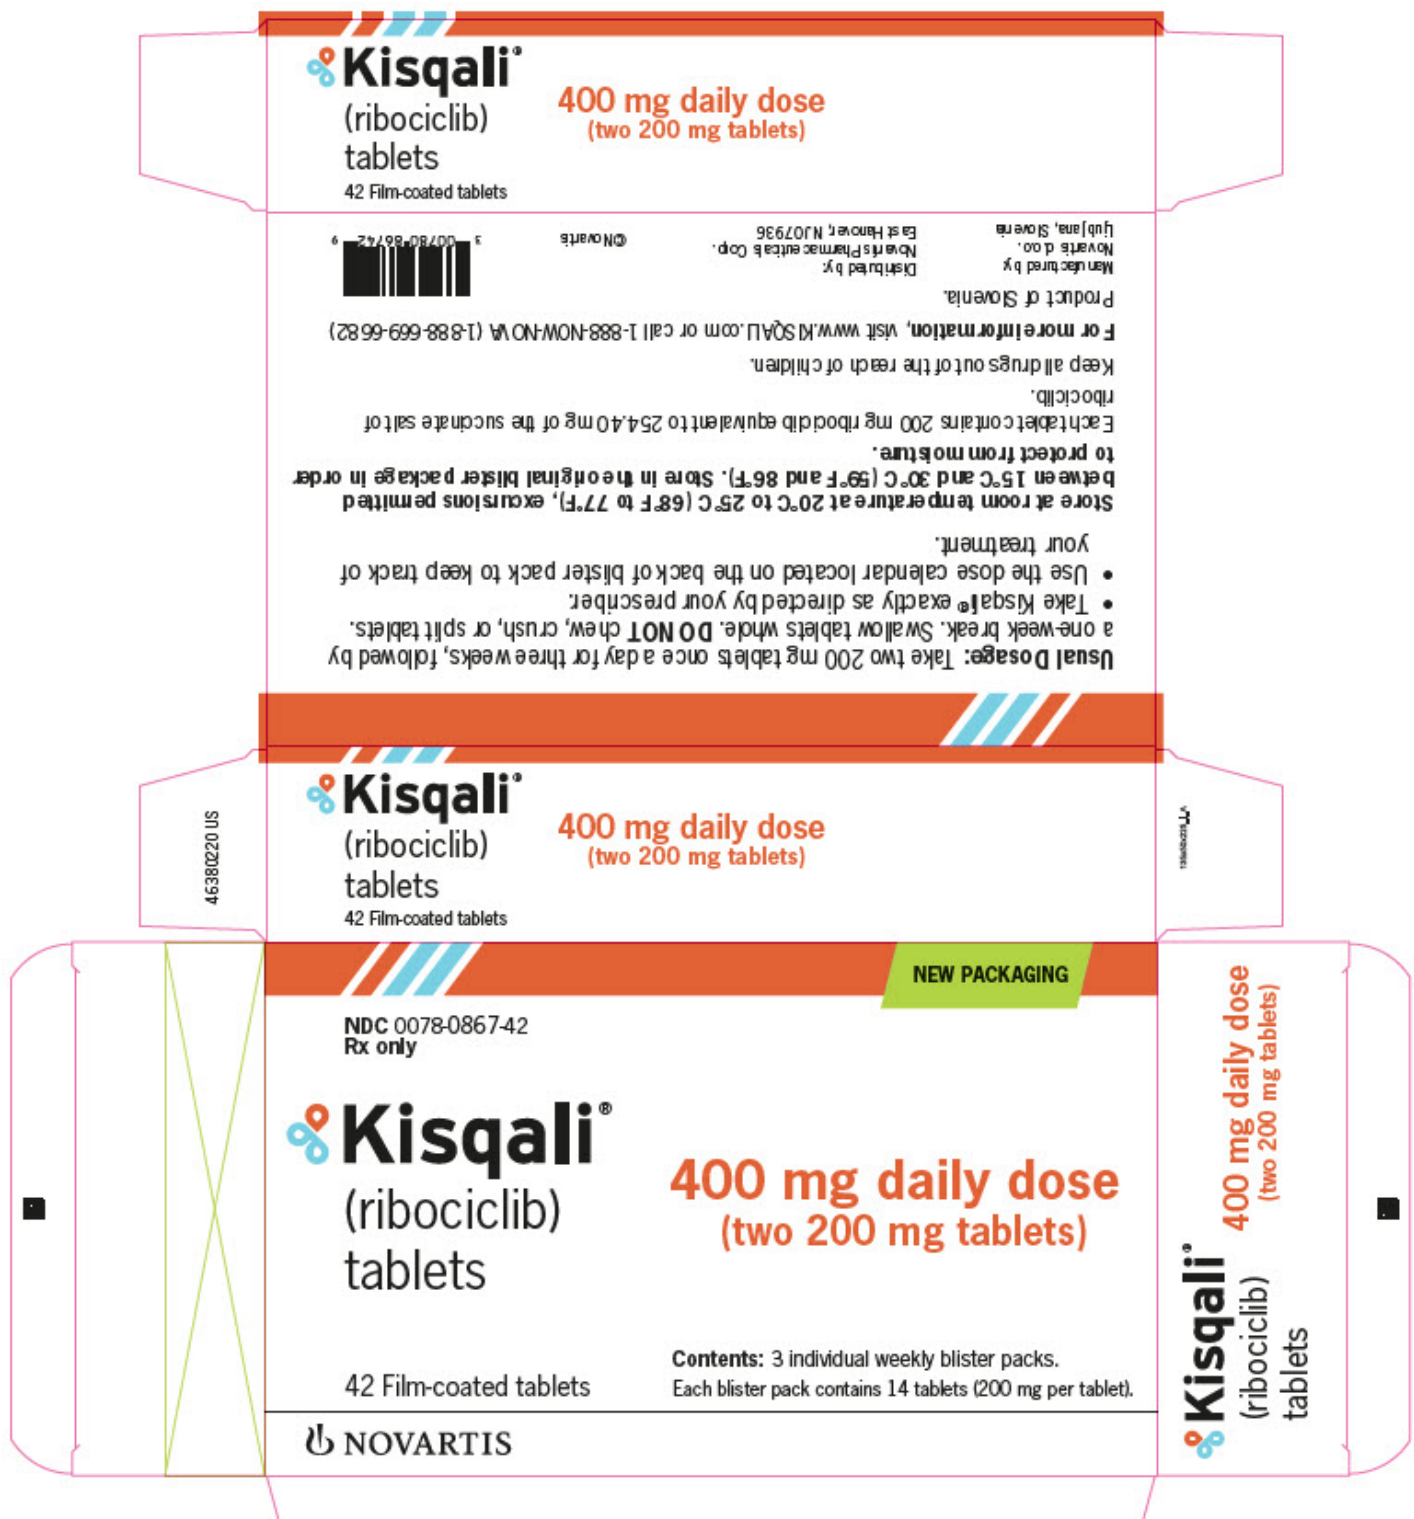 Kisqali®
(ribociclib)
tablets
42 Film-coated tablets
400 mg daily dose
(two 200 mg tablets)
Usual Dosage: Take two 200 mg tablets once a day for three weeks, followed by
a one-week break. Swallow tablets whole. DO NOT chew, crush, or split tablets.
• Take Kisqali® exactly as directed by your prescriber.
• Use the dose calendar located on the back of blister pack to keep track of
your treatment.
Store at room temperature at 20°C to 25°C (68°F to 77°F), excursions permitted
between 15°C and 30°C (59°F and 86°F). Store in the original blister package in order
to protect from moisture.
Each tablet contains 200 mg ribociclib equivalent to 254.40 mg of the succinate salt of
ribociclib.
Keep all drugs out of the reach of children.
For more information, visit www.KISQALI.com or call 1-888-NOW-NOVA (1-888-669-6682)
Product of Slovenia.
Manufactured by:
Novartis d.o.o.
Ljubljana, Slovenia
Distributed by:
Novartis Pharmaceuticals Corp.
East Hanover, NJ 07936
©Novartis
3 00780 86742 9
Kisqali®
(ribociclib)
tablets
42 Film-coated tablets
400 mg daily dose
(two 200 mg tablets)
46380220 US
NEW PACKAGING
NDC 0078-0867-42
Rx only
Kisqali®
(ribociclib)
tablets
400 mg daily dose
(two 200 mg tablets)
42 Film-coated tablets
Contents: 3 individual weekly blister packs.
Each blister pack contains 14 tablets (200 mg per tablet).
NOVARTIS
Kisqali®
(ribociclib)
tablets
400 mg daily dose
(two 200 mg tablets)